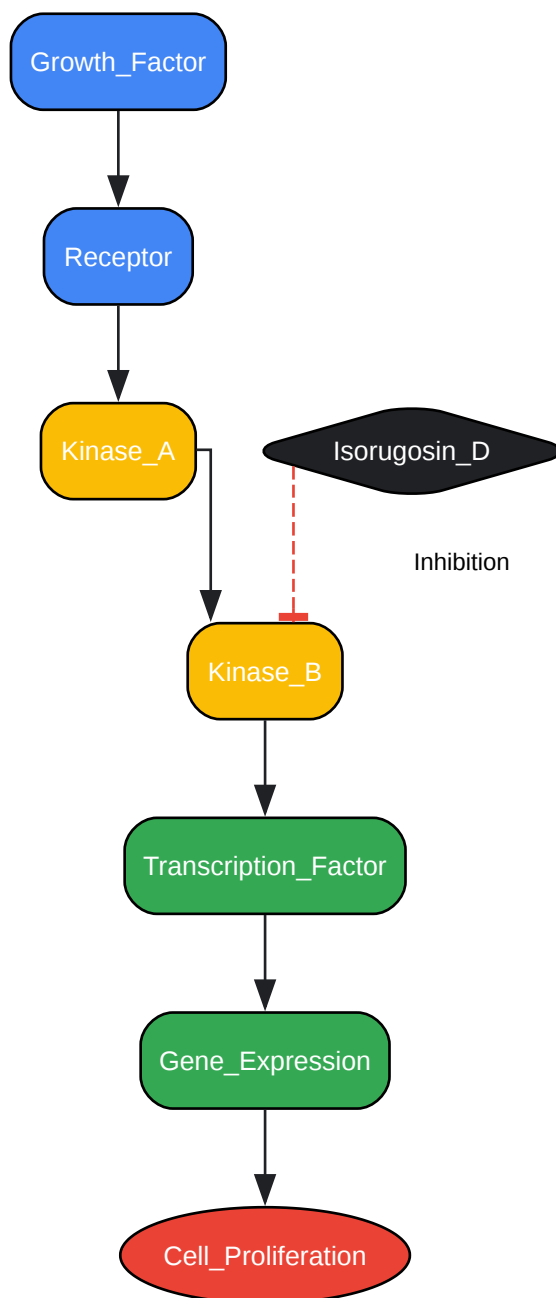 Growth_Factor
Receptor
Kinase_A
Isorugosin_D
Inhibition
Kinase_B
Transcription_Factor
Gene_Expression
Cell_Proliferation